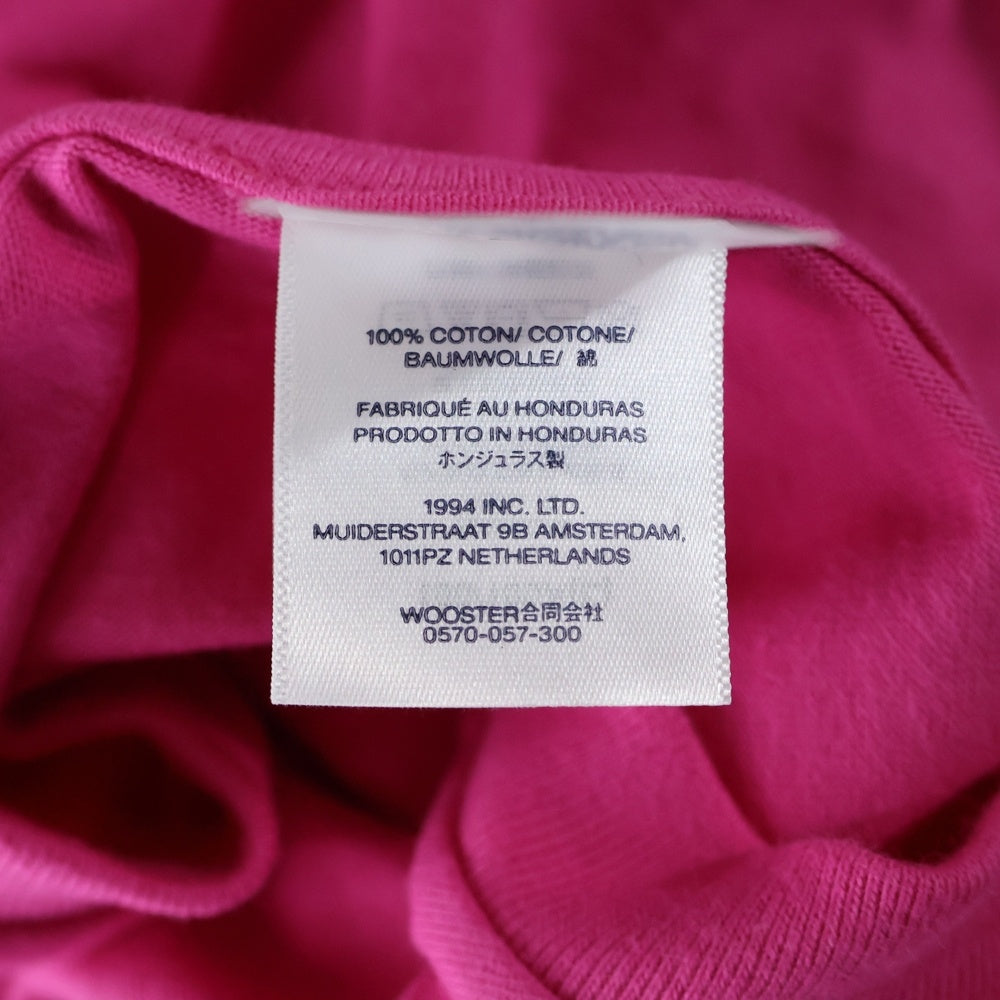 100% COTON/ COTONE/
BAUMWOLLE/ 綿
FABRIQUÉ AU HONDURAS
PRODOTTO IN HONDURAS
ホンジュラス製
1994 INC. LTD.
MUIDERSTRAAT 9B AMSTERDAM,
1011PZ NETHERLANDS
WOOSTER合同会社
0570-057-300